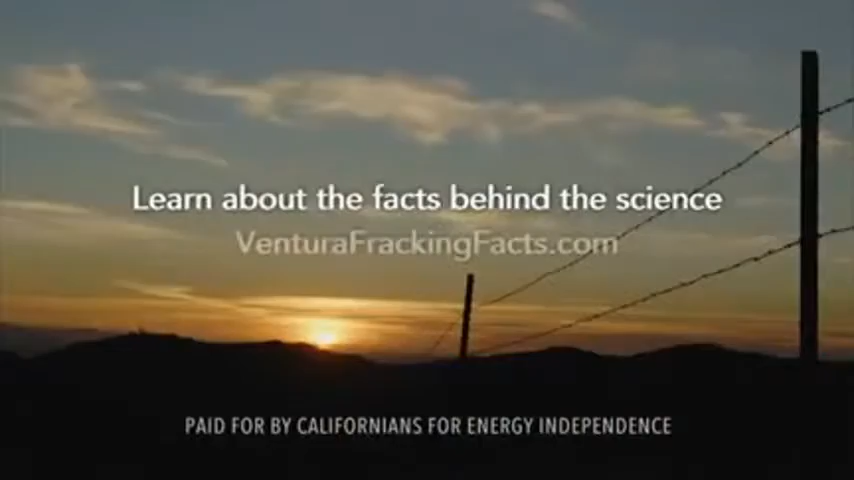 Learn about the facts behind the science
VenturaFrackingFacts.com
PAID FOR BY CALIFORNIANS FOR ENERGY INDEPENDENCE